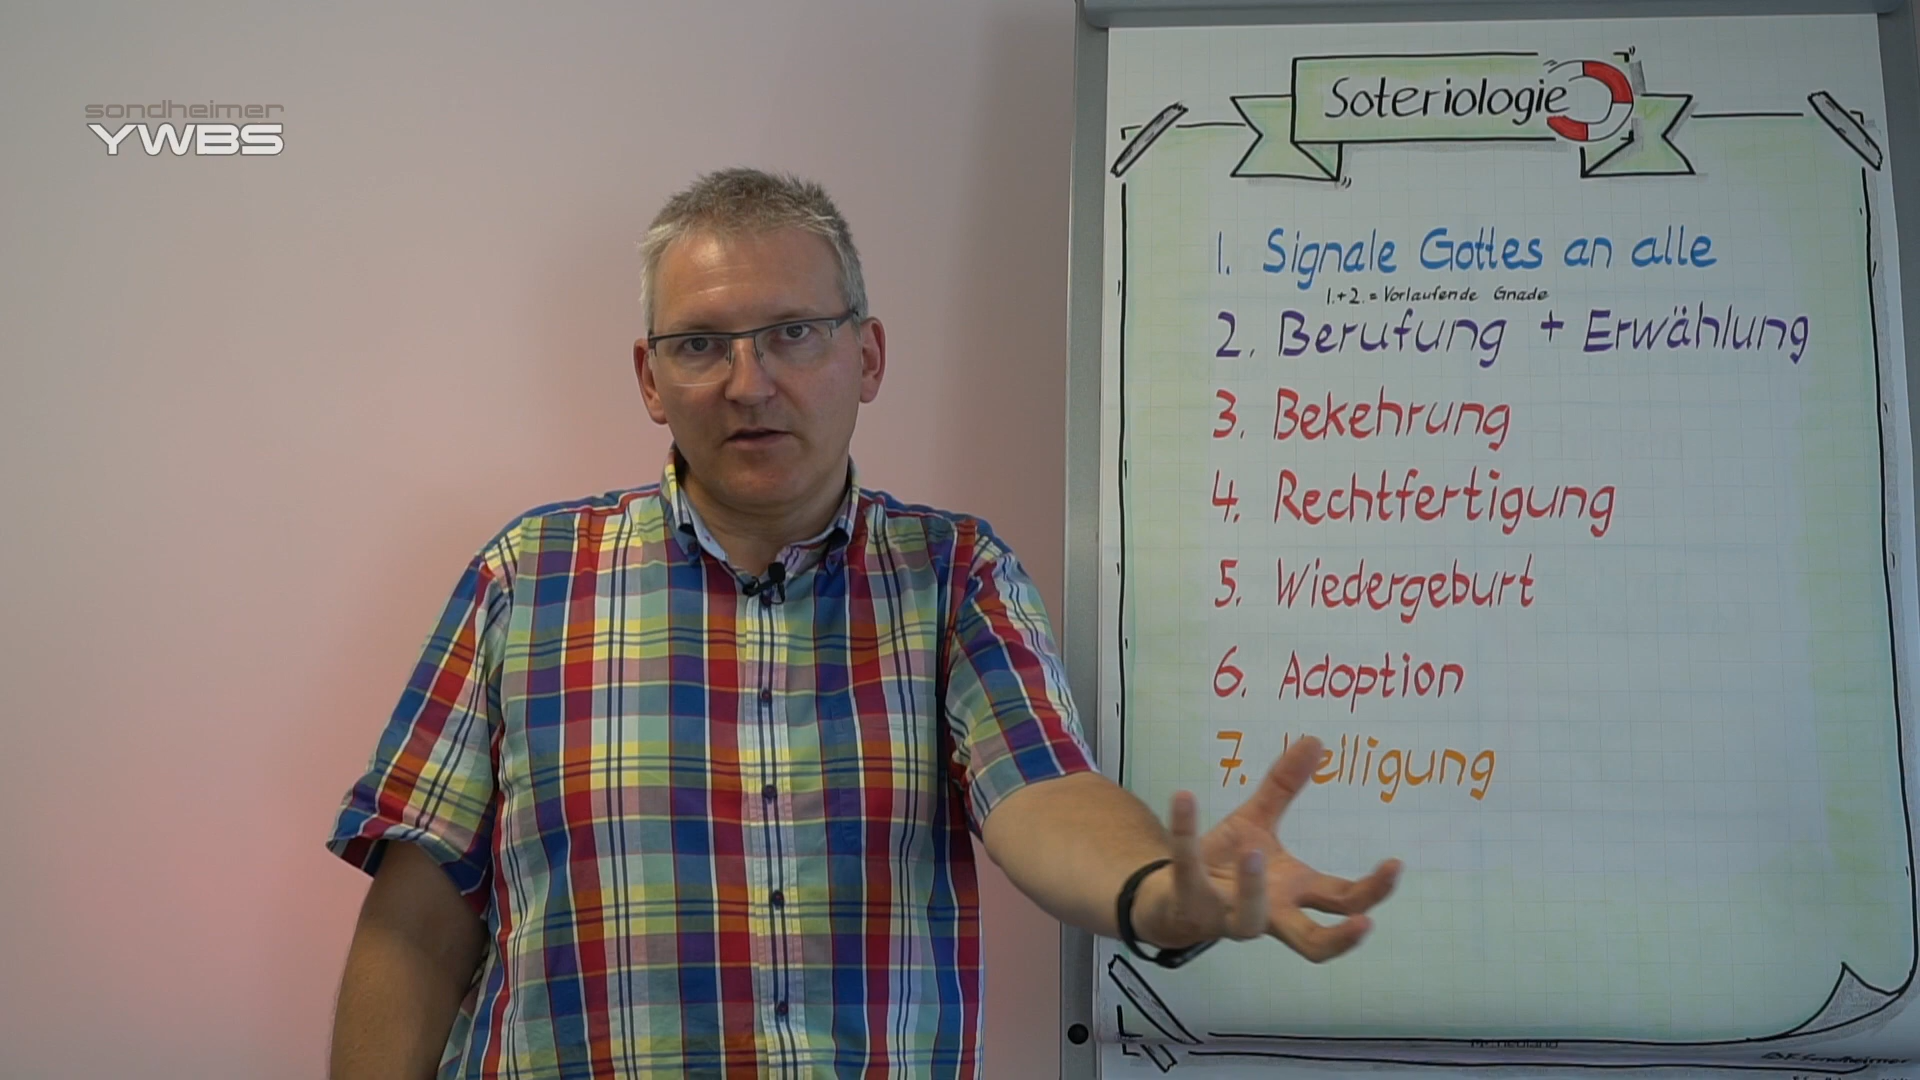 sondheimer
YWBS
Soteriologie
1. Signale Gottes an alle
1.+2. = Vorlaufende Gnade
2. Berufung + Erwählung
3. Bekehrung
4. Rechtfertigung
5. Wiedergeburt
6. Adoption
7. Heiligung